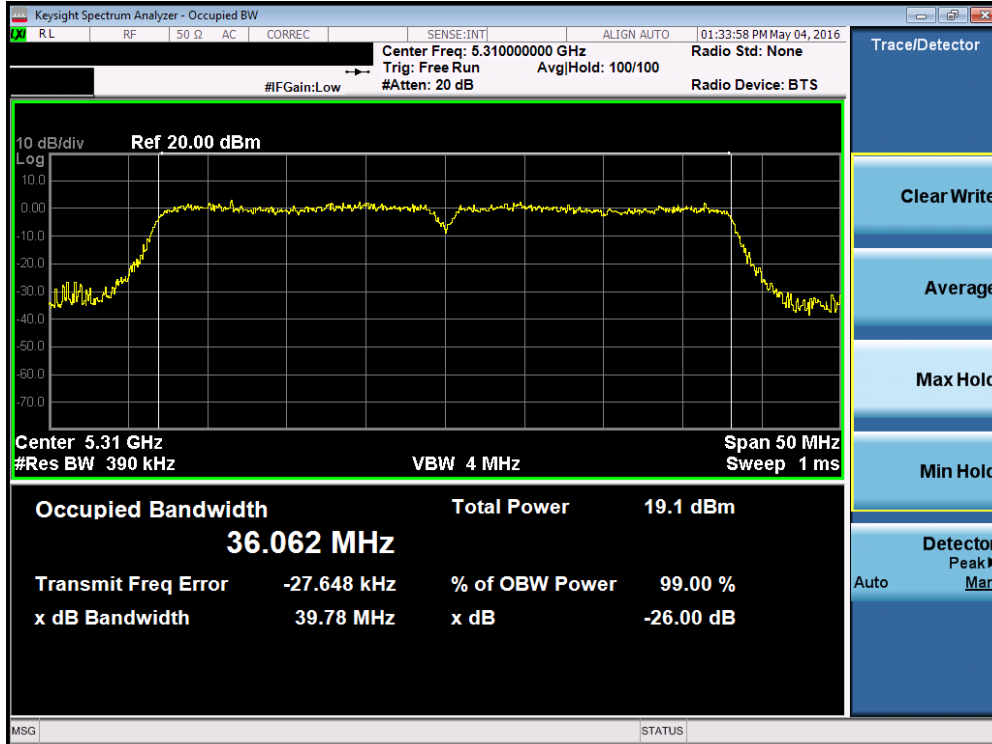 Keysight Spectrum Analyzer - Occupied BW
LXI RL RF 50 Ω AC CORREC SENSE:INT ALIGN AUTO 01:33:58 PM May 04, 2016
Center Freq: 5.310000000 GHz Radio Std: None
Trig: Free Run Avg|Hold: 100/100
#IFGain:Low #Atten: 20 dB Radio Device: BTS
10 dB/div Ref 20.00 dBm
Log
10.0
0.00
-10.0
-20.0
-30.0
-40.0
-50.0
-60.0
-70.0
Center 5.31 GHz Span 50 MHz
#Res BW 390 kHz VBW 4 MHz Sweep 1 ms
Occupied Bandwidth Total Power 19.1 dBm
36.062 MHz
Transmit Freq Error -27.648 kHz % of OBW Power 99.00 %
x dB Bandwidth 39.78 MHz x dB -26.00 dB
MSG STATUS
Trace/Detector
Clear Write
Average
Max Hold
Min Hold
Detector
Peak
Auto Man